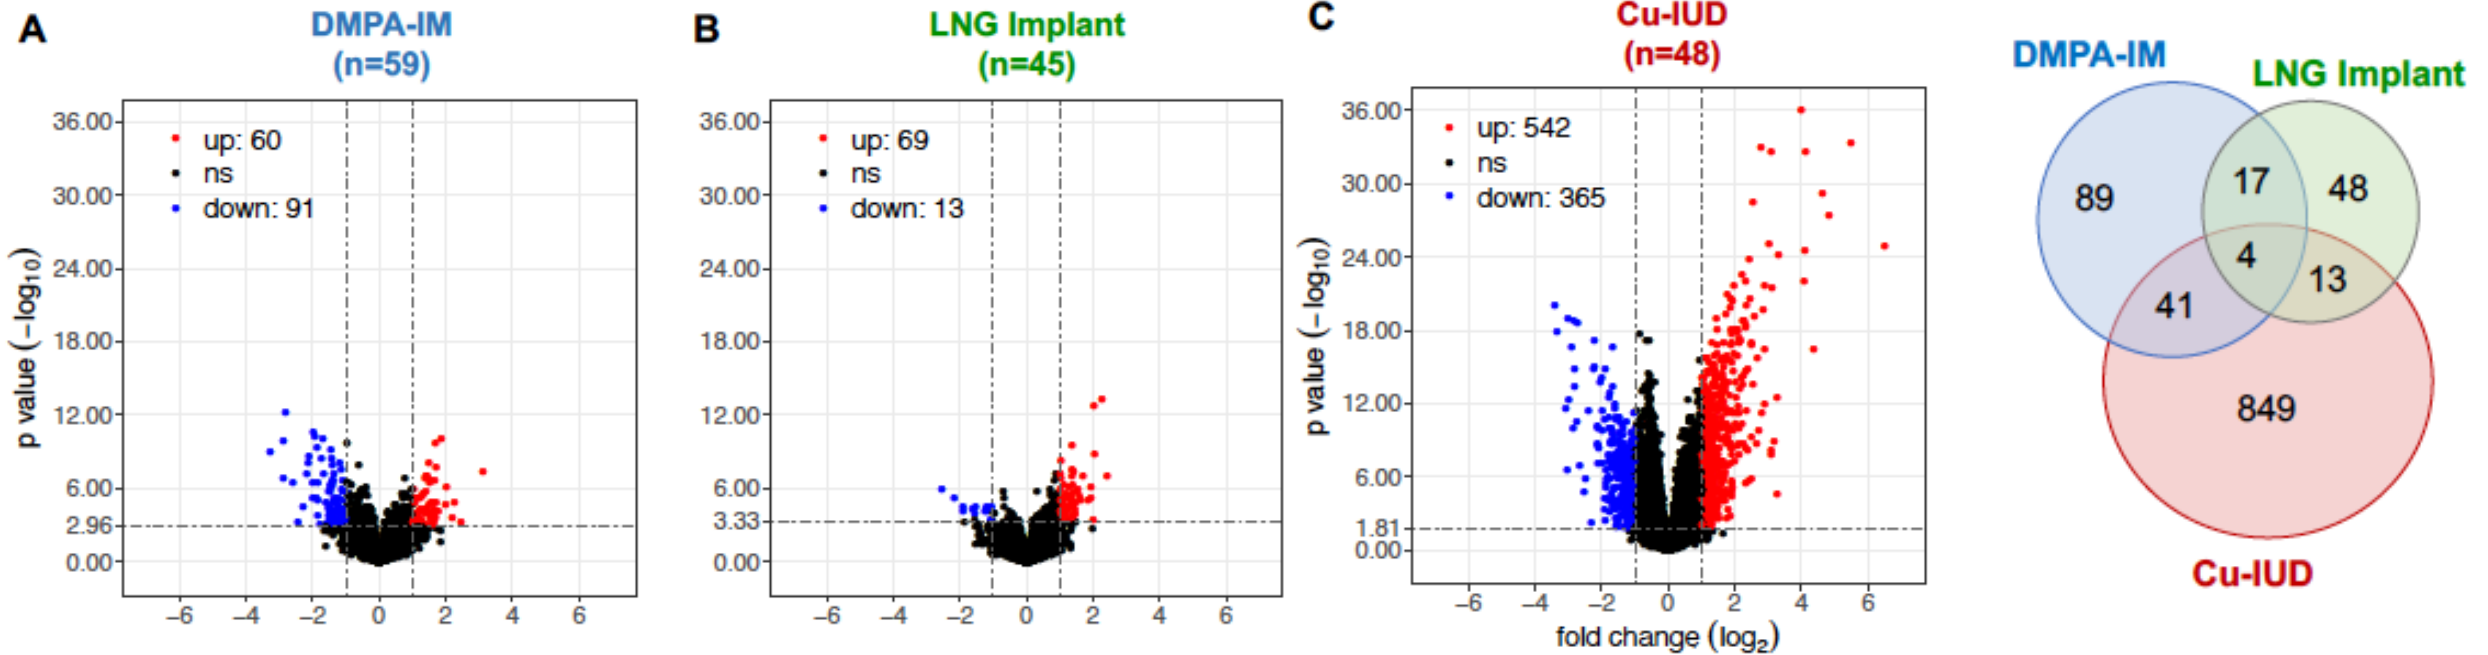 A
DMPA-IM
(n=59)
36.00
30.00
24.00
18.00
12.00
6.00
2.96
0.00
p value (−log10)
up: 60
ns
down: 91
−6 −4 −2 0 2 4 6
B
LNG Implant
(n=45)
36.00
30.00
24.00
18.00
12.00
6.00
3.33
0.00
up: 69
ns
down: 13
−6 −4 −2 0 2 4 6
C
Cu-IUD
(n=48)
36.00
30.00
24.00
18.00
12.00
6.00
1.81
0.00
p value (−log10)
up: 542
ns
down: 365
−6 −4 −2 0 2 4 6
fold change (log2)
DMPA-IM
LNG Implant
89
17
48
4
13
41
849
Cu-IUD